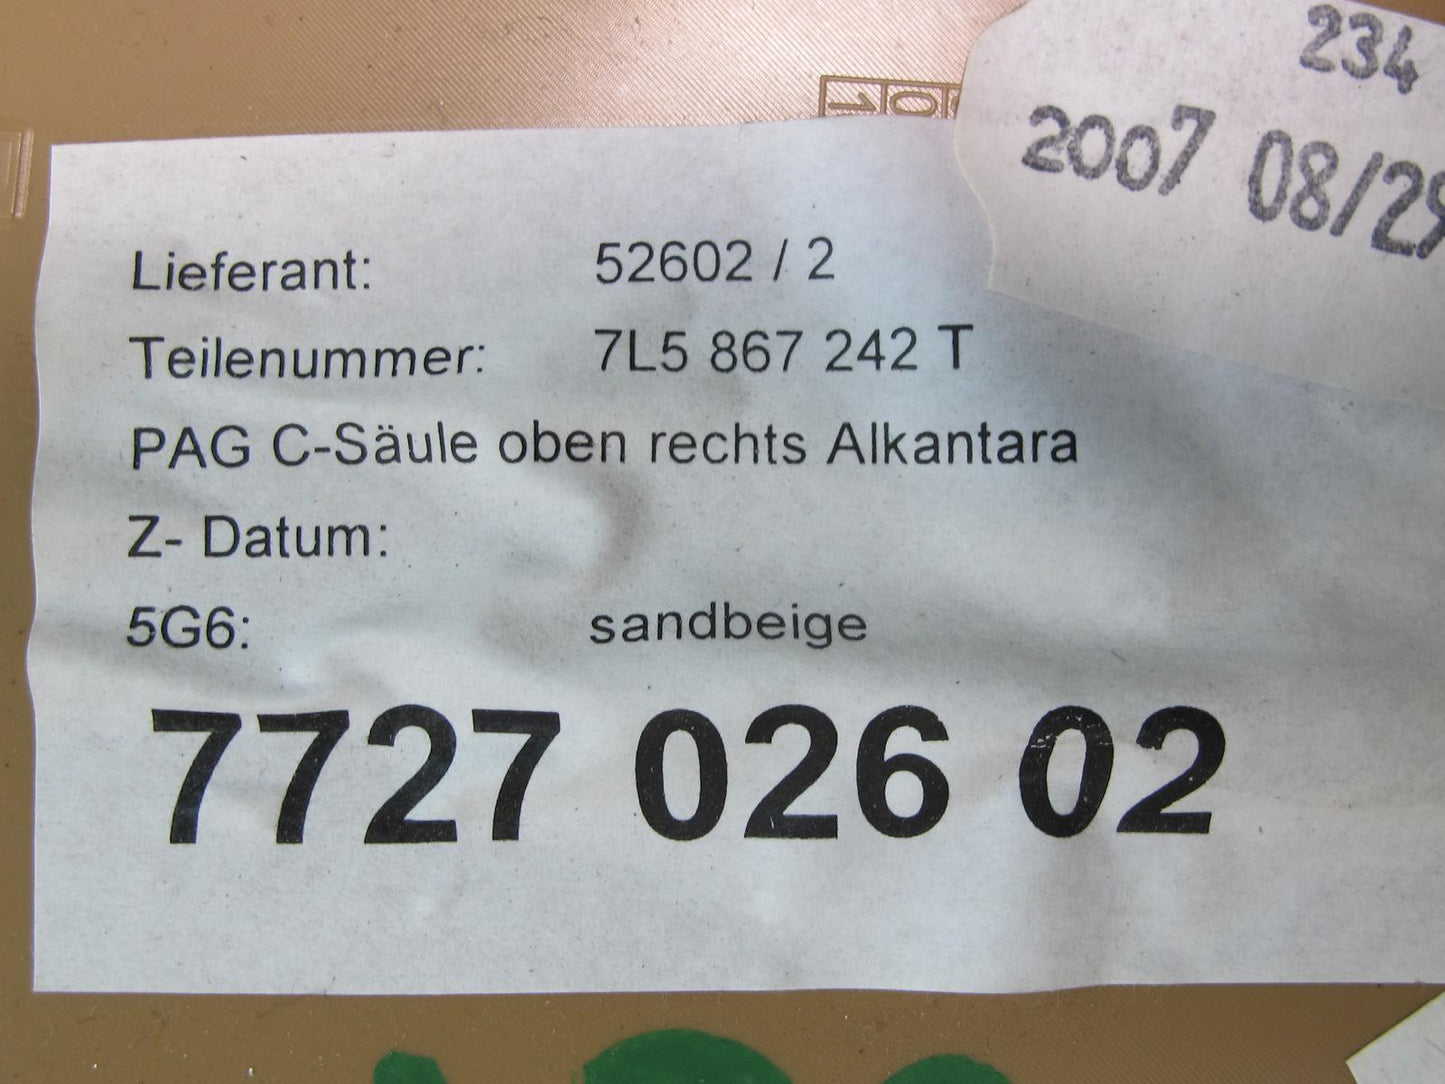 234
2007 08/29
Lieferant: 52602 / 2
Teilenummer: 7L5 867 242 T
PAG C-Säule oben rechts Alkantara
Z- Datum:
5G6: sandbeige
7727 026 02